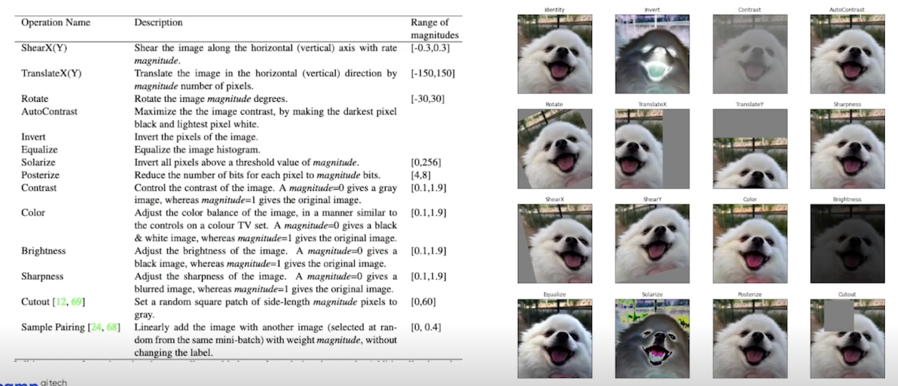 Operation Name Description Range of
magnitudes
ShearX(Y) Shear the image along the horizontal (vertical) axis with rate [-0.3,0.3]
magnitude.
TranslateX(Y) Translate the image in the horizontal (vertical) direction by [-150,150]
magnitude number of pixels.
Rotate Rotate the image magnitude degrees. [-30,30]
AutoContrast Maximize the the image contrast, by making the darkest pixel
black and lightest pixel white.
Invert Invert the pixels of the image.
Equalize Equalize the image histogram.
Solarize Invert all pixels above a threshold value of magnitude. [0,256]
Posterize Reduce the number of bits for each pixel to magnitude bits. [4,8]
Contrast Control the contrast of the image. A magnitude=0 gives a gray [0.1,1.9]
image, whereas magnitude=1 gives the original image.
Color Adjust the color balance of the image, in a manner similar to [0.1,1.9]
the controls on a colour TV set. A magnitude=0 gives a black
& white image, whereas magnitude=1 gives the original image.
Brightness Adjust the brightness of the image. A magnitude=0 gives a [0.1,1.9]
black image, whereas magnitude=1 gives the original image.
Sharpness Adjust the sharpness of the image. A magnitude=0 gives a [0.1,1.9]
blurred image, whereas magnitude=1 gives the original image.
Cutout [12, 69] Set a random square patch of side-length magnitude pixels to [0,60]
gray.
Sample Pairing [24, 68] Linearly add the image with another image (selected at ran- [0, 0.4]
dom from the same mini-batch) with weight magnitude, without
changing the label.
ai tech
Identity Invert Contrast AutoContrast
Rotate TranslateX TranslateY Sharpness
ShearX ShearY Color Brightness
Equalize Solarize Posterize Cutout